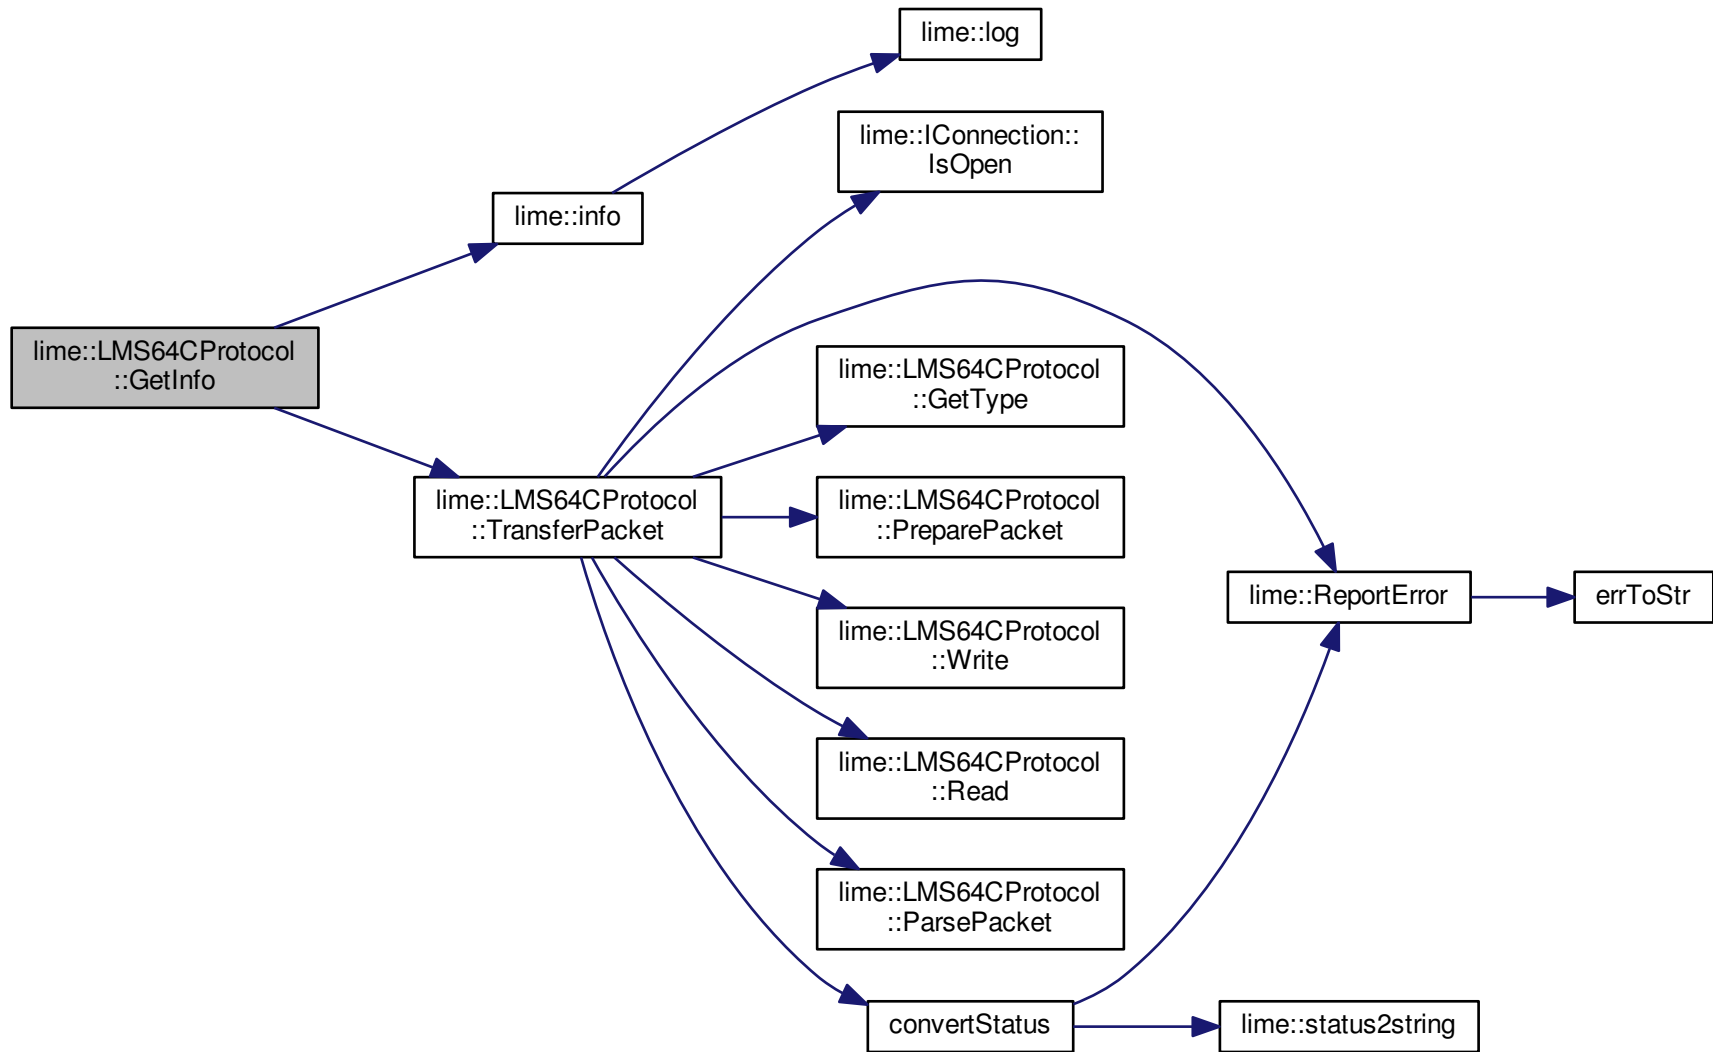 lime::log
lime::IConnection::
IsOpen
lime::info
lime::LMS64CProtocol
::GetInfo
lime::LMS64CProtocol
::GetType
lime::LMS64CProtocol
::TransferPacket
lime::LMS64CProtocol
::PreparePacket
lime::ReportError
errToStr
lime::LMS64CProtocol
::Write
lime::LMS64CProtocol
::Read
lime::LMS64CProtocol
::ParsePacket
convertStatus
lime::status2string